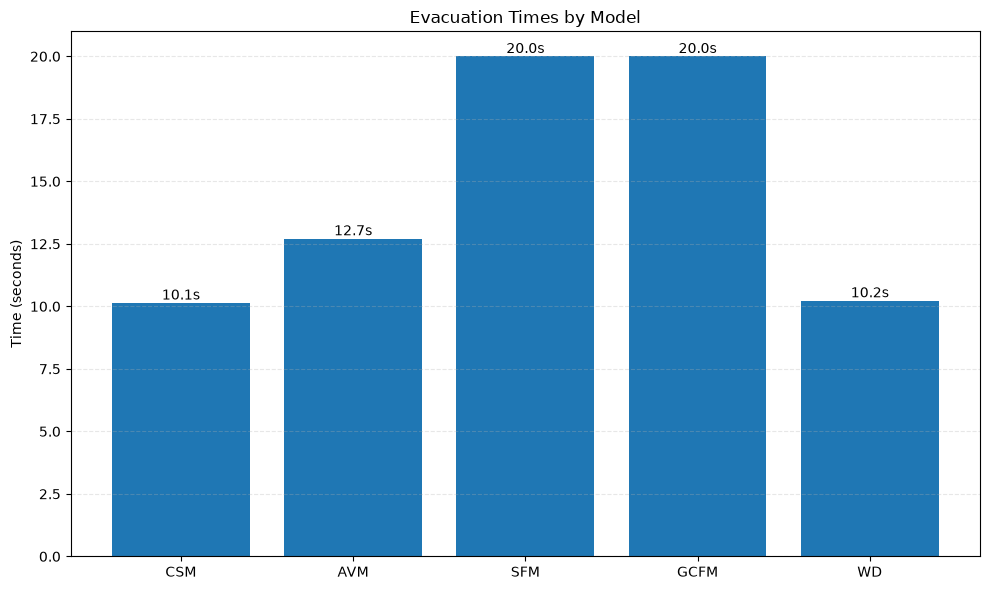 Evacuation Times by Model
Time (seconds)
20.0
17.5
15.0
12.5
10.0
7.5
5.0
2.5
0.0
10.1s
12.7s
20.0s
20.0s
10.2s
CSM
AVM
SFM
GCFM
WD